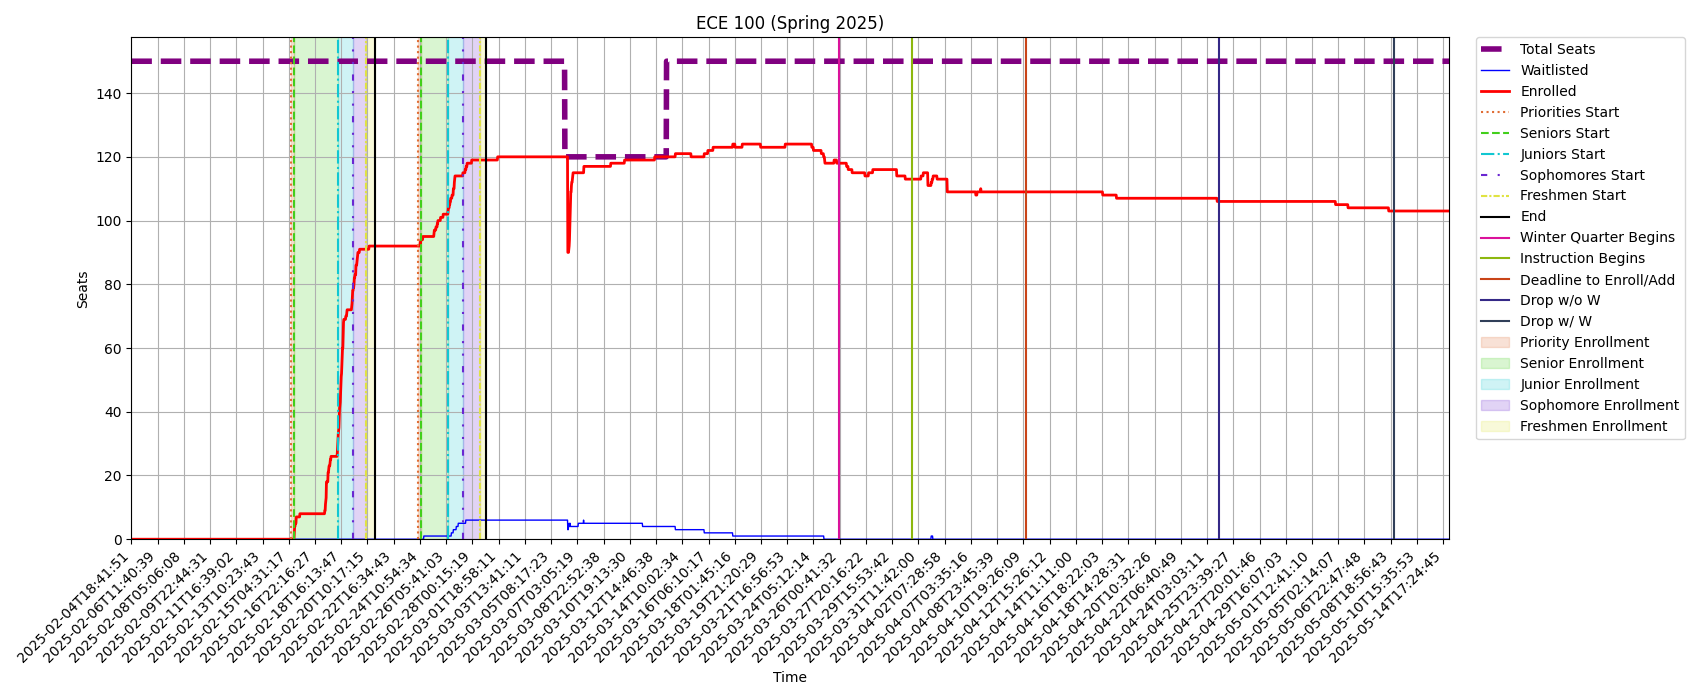 ECE 100 (Spring 2025)
Seats
140
120
100
80
60
40
20
0
2025-02-04T18:41:51
2025-02-06T11:40:39
2025-02-08T05:06:08
2025-02-09T22:44:31
2025-02-11T16:39:02
2025-02-13T10:23:45
2025-02-15T04:31:17
2025-02-16T22:16:27
2025-02-18T16:13:47
2025-02-20T10:17:15
2025-02-22T16:34:43
2025-02-24T10:54:34
2025-02-26T05:41:03
2025-02-28T00:15:19
2025-03-01T18:58:11
2025-03-03T13:41:11
2025-03-05T08:17:23
2025-03-07T03:05:19
2025-03-08T22:52:38
2025-03-10T19:13:30
2025-03-12T14:46:38
2025-03-14T10:02:34
2025-03-16T06:10:17
2025-03-18T01:45:16
2025-03-19T21:20:29
2025-03-21T16:56:53
2025-03-24T05:12:14
2025-03-26T00:41:32
2025-03-27T20:16:22
2025-03-29T15:53:42
2025-03-31T11:42:00
2025-04-02T07:28:58
2025-04-07T07:35:16
2025-04-08T23:45:39
2025-04-10T19:26:09
2025-04-12T15:26:12
2025-04-14T11:11:00
2025-04-16T18:22:03
2025-04-18T14:28:31
2025-04-20T10:32:26
2025-04-22T06:40:49
2025-04-24T03:03:11
2025-04-25T23:39:27
2025-04-27T20:01:46
2025-04-29T16:07:03
2025-05-01T12:41:10
2025-05-05T02:14:07
2025-05-06T22:47:48
2025-05-08T18:56:43
2025-05-10T15:35:53
2025-05-14T17:24:45
Time
Total Seats
Waitlisted
Enrolled
Priorities Start
Seniors Start
Juniors Start
Sophomores Start
Freshmen Start
End
Winter Quarter Begins
Instruction Begins
Deadline to Enroll/Add
Drop w/o W
Drop w/ W
Priority Enrollment
Senior Enrollment
Junior Enrollment
Sophomore Enrollment
Freshmen Enrollment